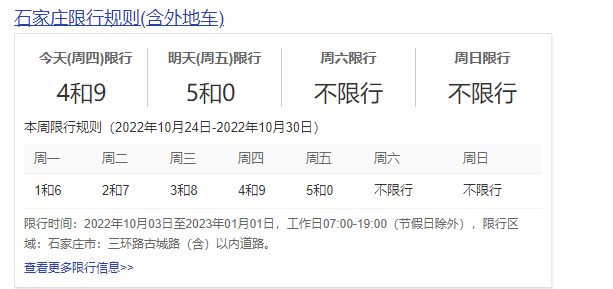 石家庄限行规则(含外地车)
今天(周四)限行 明天(周五)限行 周六限行 周日限行
4和9 5和0 不限行 不限行
本周限行规则（2022年10月24日-2022年10月30日）
周一 周二 周三 周四 周五 周六 周日
1和6 2和7 3和8 4和9 5和0 不限行 不限行
限行时间：2022年10月03日至2023年01月01日，工作日07:00-19:00（节假日除外），限行区
域：石家庄市：三环路古城路（含）以内道路。
查看更多限行信息>>